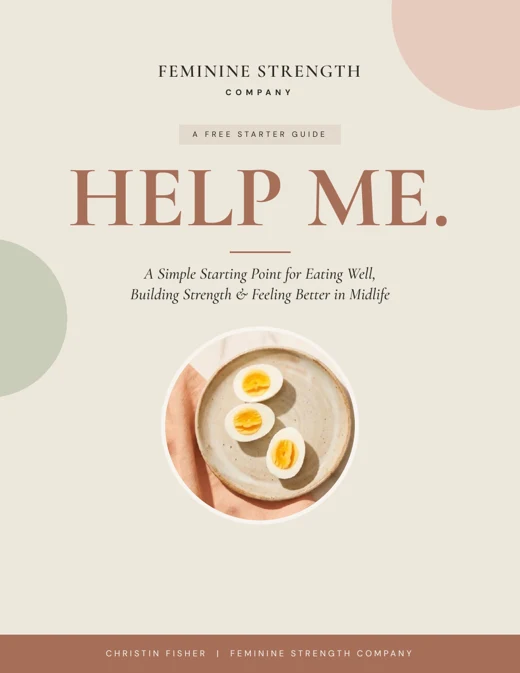 FEMININE STRENGTH
COMPANY
A FREE STARTER GUIDE
HELP ME.
A Simple Starting Point for Eating Well,
Building Strength & Feeling Better in Midlife
CHRISTIN FISHER | FEMININE STRENGTH COMPANY